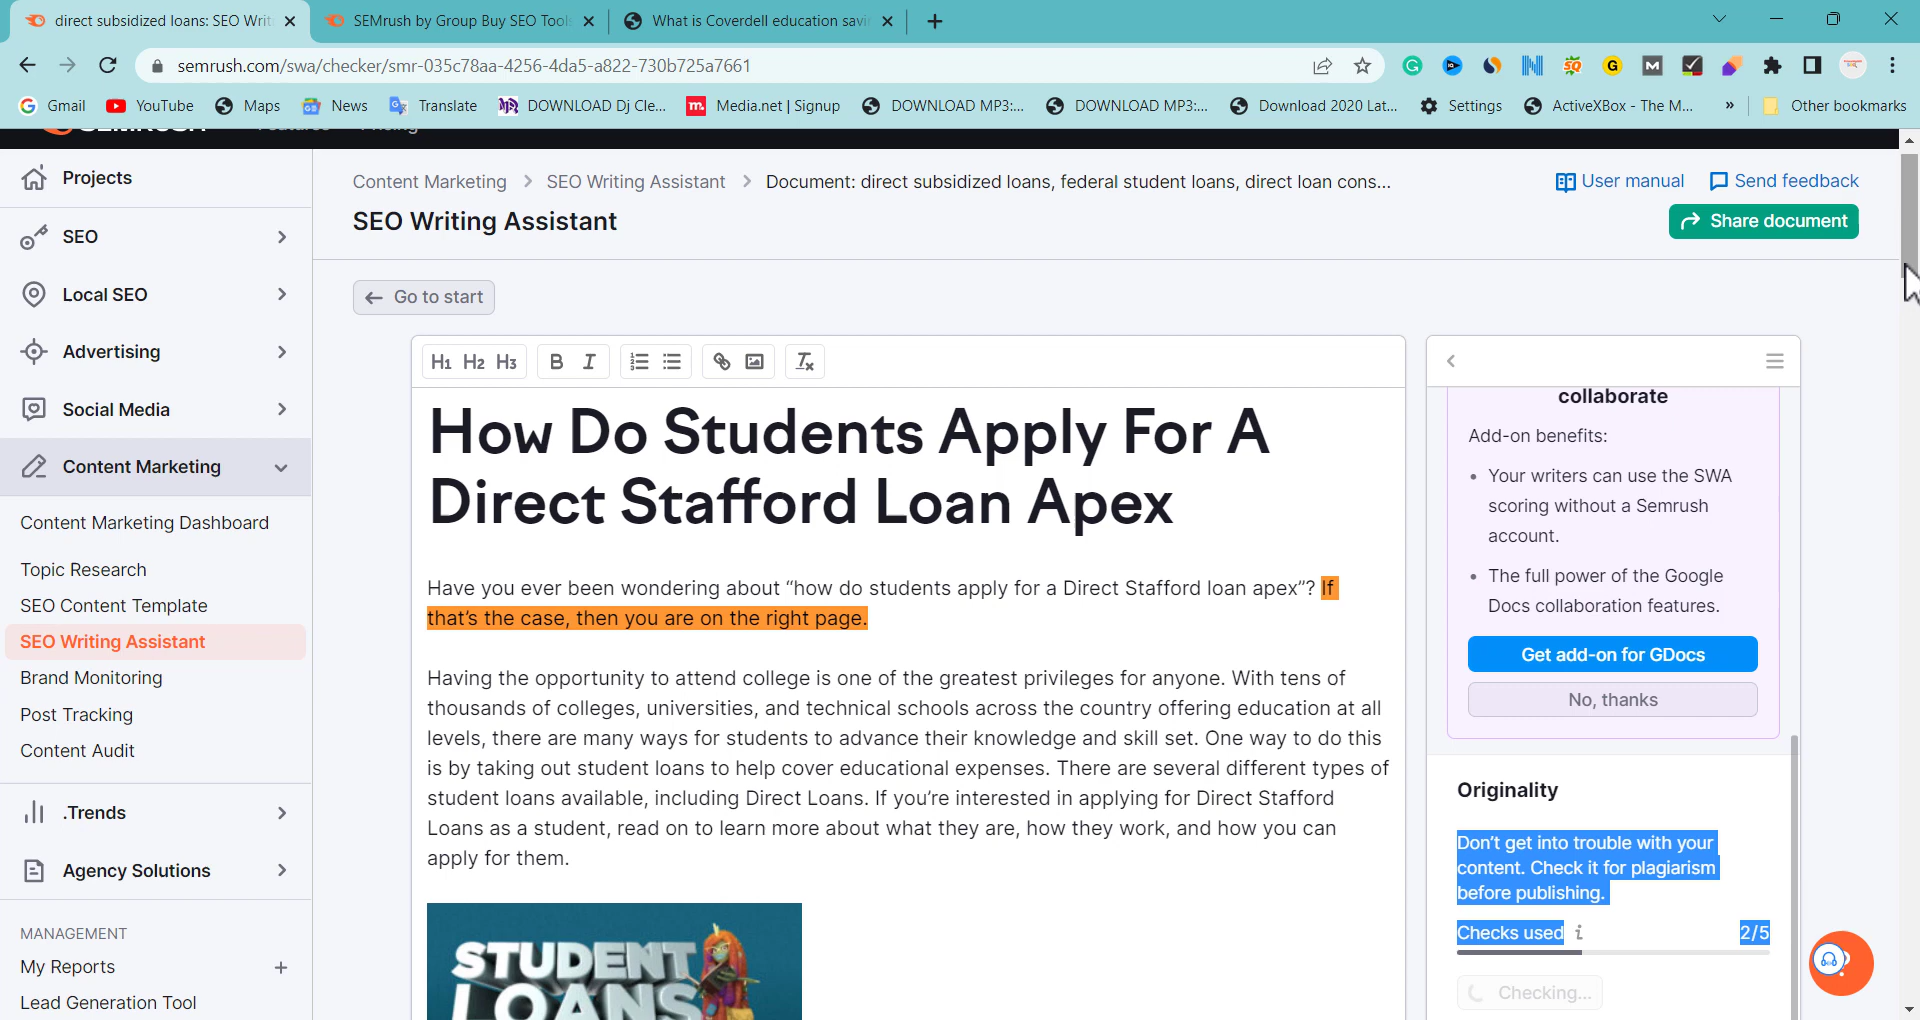 direct subsidized loans: SEO Writ
SEMrush by Group Buy SEO Tool
What is Coverdell education savi
semrush.com/swa/checker/smr-035c78aa-4256-4da5-a822-730b725a7661
Gmail
YouTube
Maps
News
Translate
DOWNLOAD Dj Cle...
Media.net | Signup
DOWNLOAD MP3:...
DOWNLOAD MP3:...
Download 2020 Lat...
Settings
ActiveXBox - The M...
»
Other bookmarks
SEMRUSH
Features
Pricing
Projects
SEO
Local SEO
Advertising
Social Media
Content Marketing
Content Marketing Dashboard
Topic Research
SEO Content Template
SEO Writing Assistant
Brand Monitoring
Post Tracking
Content Audit
.Trends
Agency Solutions
MANAGEMENT
My Reports
+
Lead Generation Tool
Content Marketing > SEO Writing Assistant > Document: direct subsidized loans, federal student loans, direct loan cons...
User manual
Send feedback
SEO Writing Assistant
Share document
Go to start
H1 H2 H3 B I
How Do Students Apply For A
Direct Stafford Loan Apex
Have you ever been wondering about “how do students apply for a Direct Stafford loan apex”? If
that’s the case, then you are on the right page.
Having the opportunity to attend college is one of the greatest privileges for anyone. With tens of
thousands of colleges, universities, and technical schools across the country offering education at all
levels, there are many ways for students to advance their knowledge and skill set. One way to do this
is by taking out student loans to help cover educational expenses. There are several different types of
student loans available, including Direct Loans. If you’re interested in applying for Direct Stafford
Loans as a student, read on to learn more about what they are, how they work, and how you can
apply for them.
STUDENT
LOANS
collaborate
Add-on benefits:
• Your writers can use the SWA
scoring without a Semrush
account.
• The full power of the Google
Docs collaboration features.
Get add-on for GDocs
No, thanks
Originality
Don’t get into trouble with your
content. Check it for plagiarism
before publishing.
Checks used i 2/5
Checking...